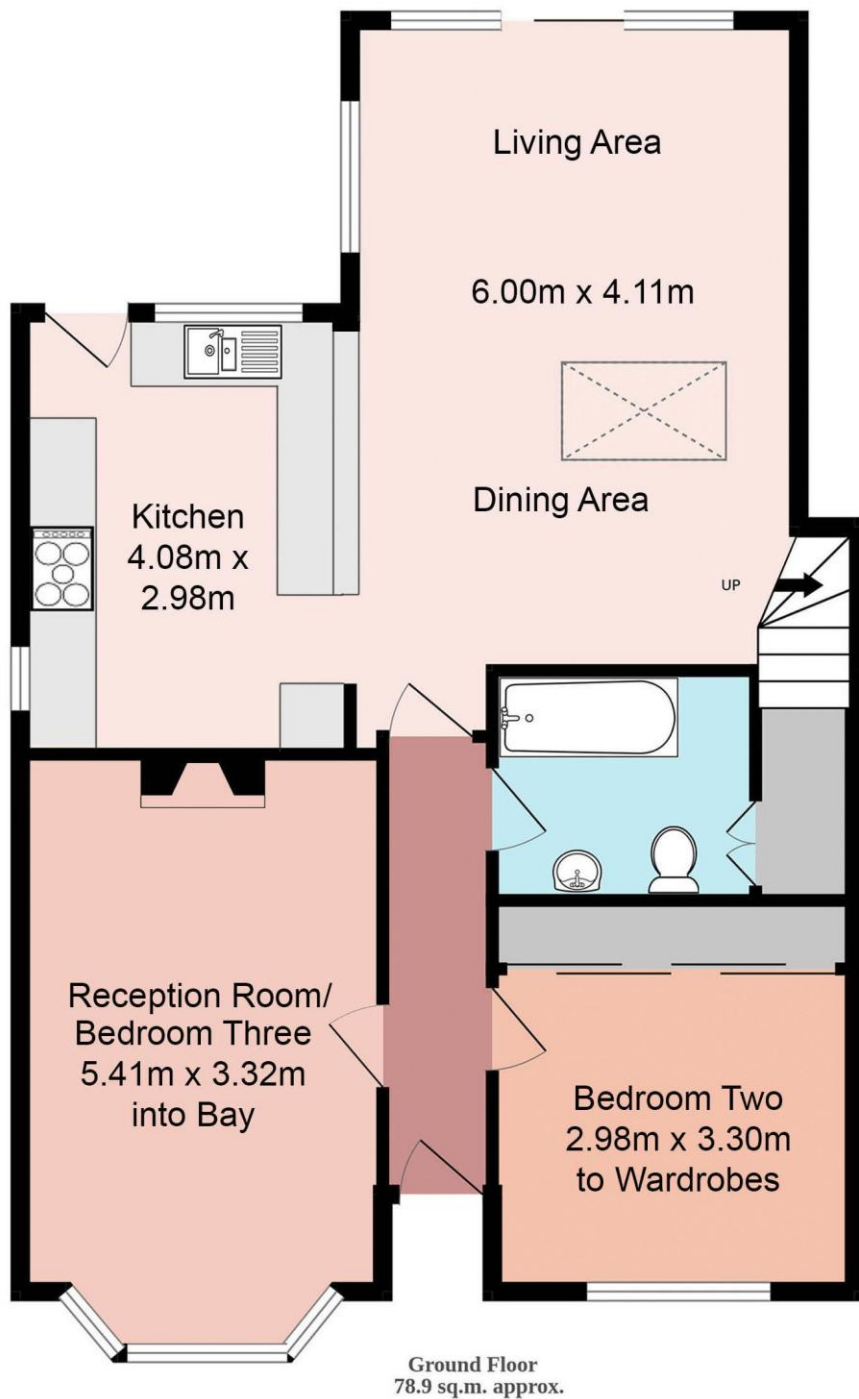 Living Area
6.00m x 4.11m
Dining Area
Kitchen
4.08m x
2.98m
UP
Reception Room/
Bedroom Three
5.41m x 3.32m
into Bay
Bedroom Two
2.98m x 3.30m
to Wardrobes
Ground Floor
78.9 sq.m. approx.